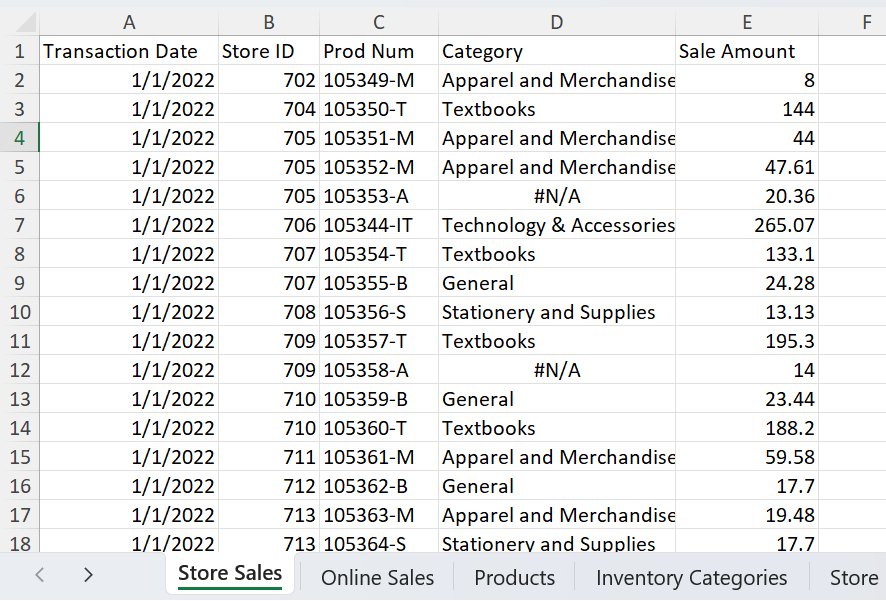 A B C D E F
1 Transaction Date Store ID Prod Num Category Sale Amount
2 1/1/2022 702 105349-M Apparel and Merchandise 8
3 1/1/2022 704 105350-T Textbooks 144
4 1/1/2022 705 105351-M Apparel and Merchandise 44
5 1/1/2022 705 105352-M Apparel and Merchandise 47.61
6 1/1/2022 705 105353-A #N/A 20.36
7 1/1/2022 706 105344-IT Technology & Accessories 265.07
8 1/1/2022 707 105354-T Textbooks 133.1
9 1/1/2022 707 105355-B General 24.28
10 1/1/2022 708 105356-S Stationery and Supplies 13.13
11 1/1/2022 709 105357-T Textbooks 195.3
12 1/1/2022 709 105358-A #N/A 14
13 1/1/2022 710 105359-B General 23.44
14 1/1/2022 710 105360-T Textbooks 188.2
15 1/1/2022 711 105361-M Apparel and Merchandise 59.58
16 1/1/2022 712 105362-B General 17.7
17 1/1/2022 713 105363-M Apparel and Merchandise 19.48
18 1/1/2022 713 105364-S Stationery and Supplies 17.7
Store Sales Online Sales Products Inventory Categories Store